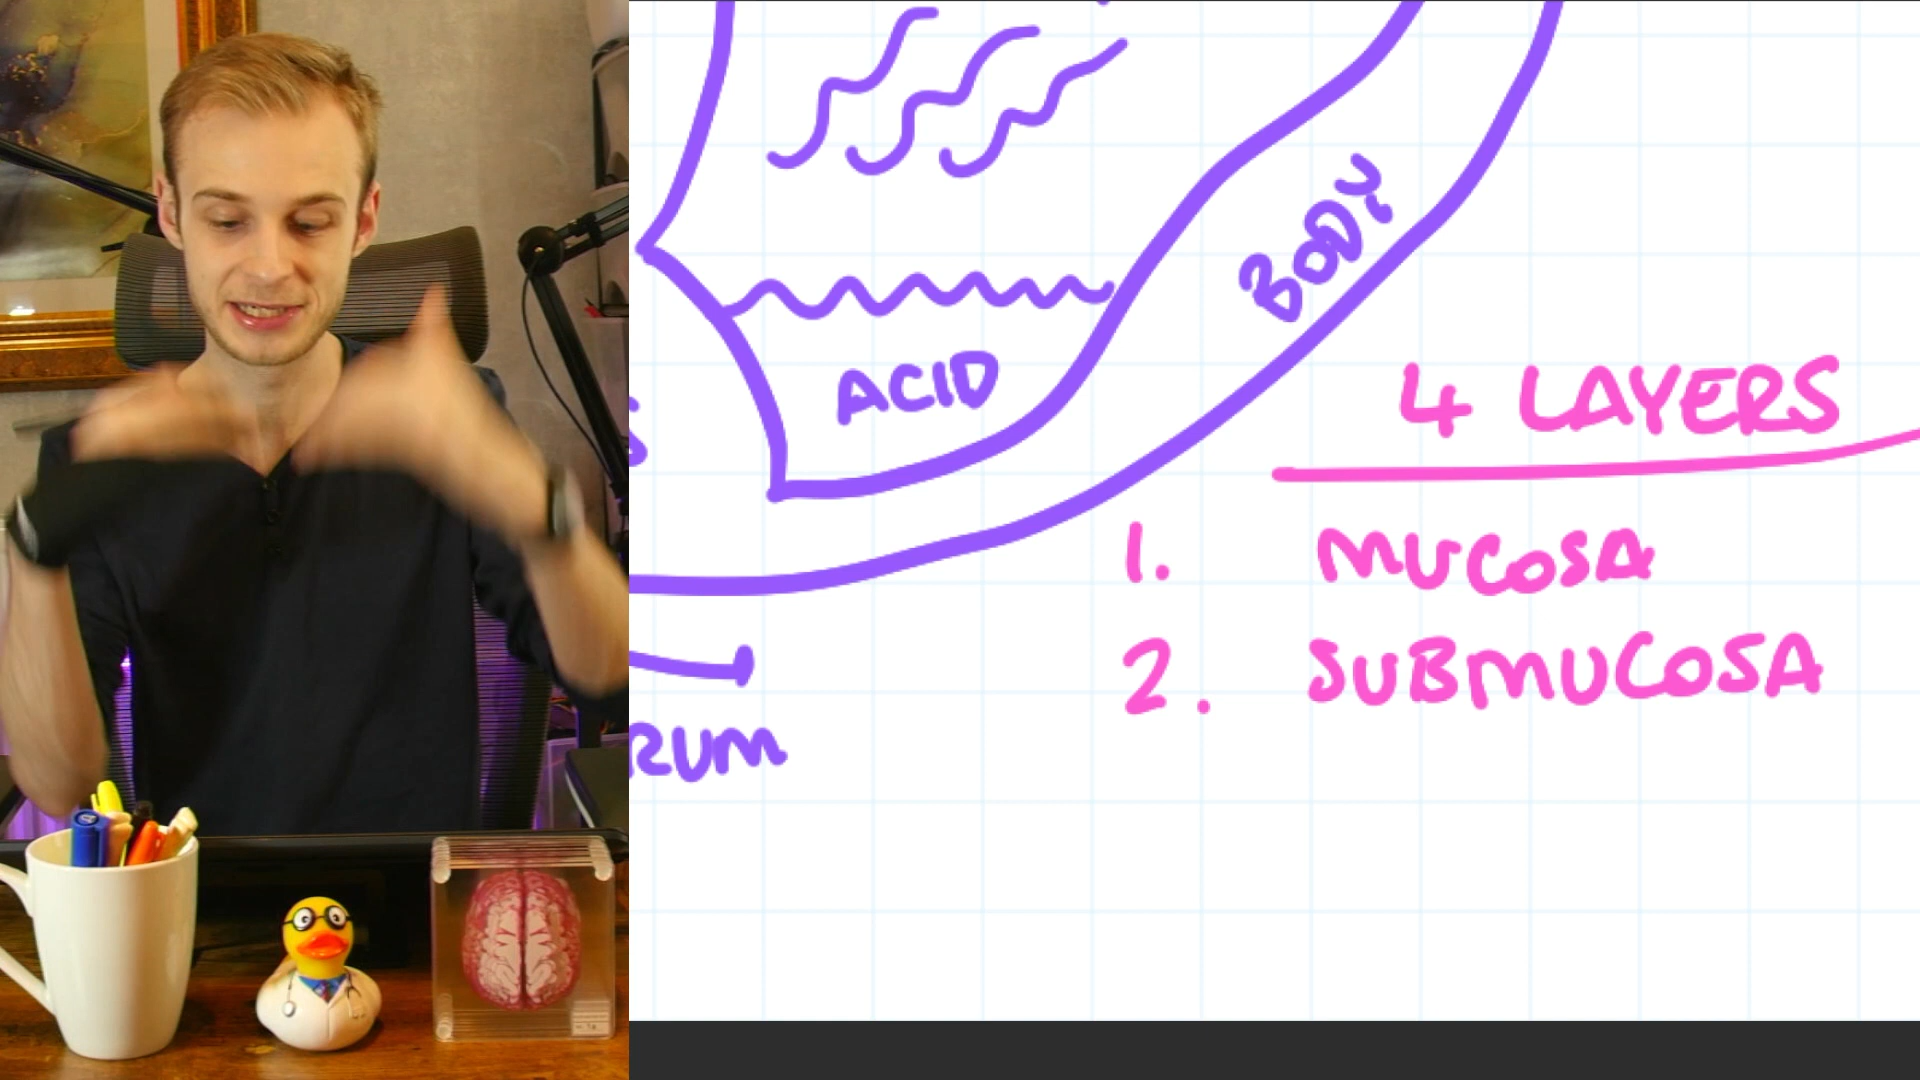 BODY
ACID
4 LAYERS
1. MUCOSA
2. SUBMUCOSA
RUM